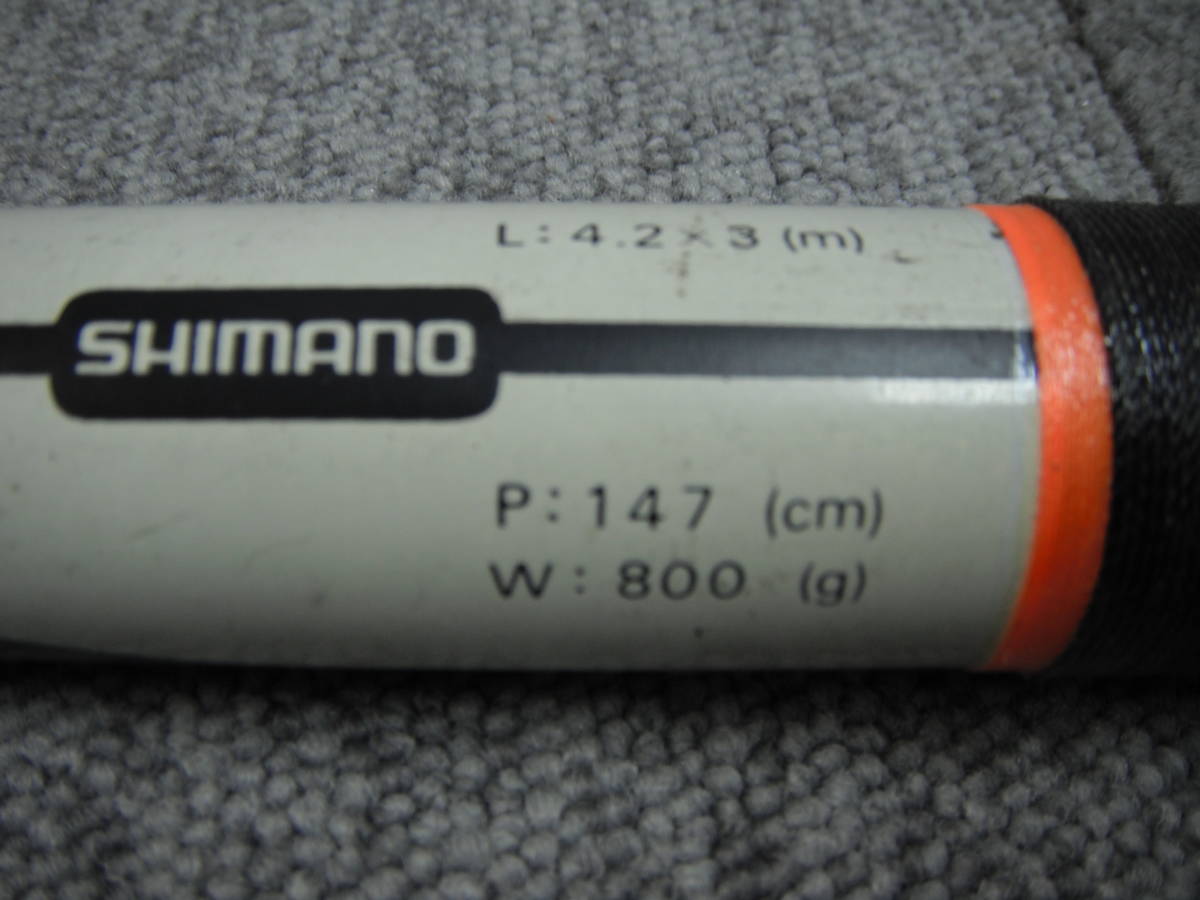 L: 4.2 × 3 (m)
SHIMANO
P: 147 (cm)
W: 800 (g)